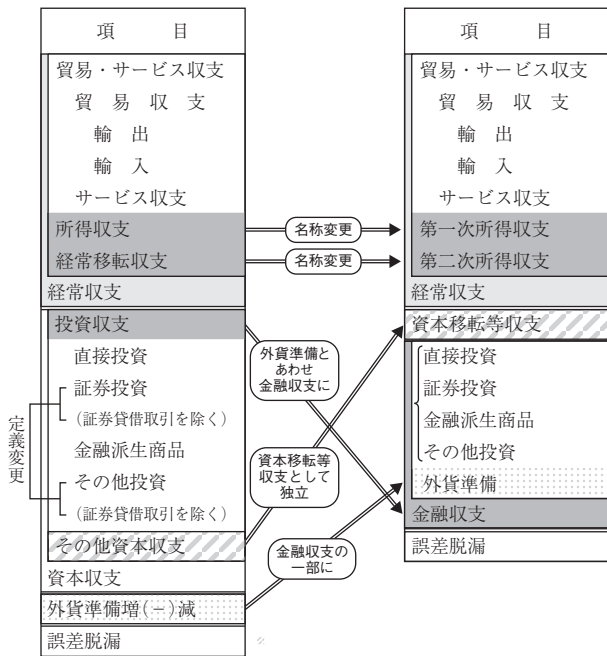 項 目
貿易・サービス収支
貿 易 収 支
輸 出
輸 入
サービス収支
所得収支
経常移転収支
経常収支
投資収支
直接投資
証券投資
(証券貸借取引を除く)
金融派生商品
その他投資
(証券貸借取引を除く)
その他資本収支
資本収支
外貨準備増(-)減
誤差脱漏
定義変更
名称変更
名称変更
外貨準備と
あわせ
金融収支に
資本移転等
収支として
独立
金融収支の
一部に
項 目
貿易・サービス収支
貿 易 収 支
輸 出
輸 入
サービス収支
第一次所得収支
第二次所得収支
経常収支
資本移転等収支
直接投資
証券投資
金融派生商品
その他投資
外貨準備
金融収支
誤差脱漏